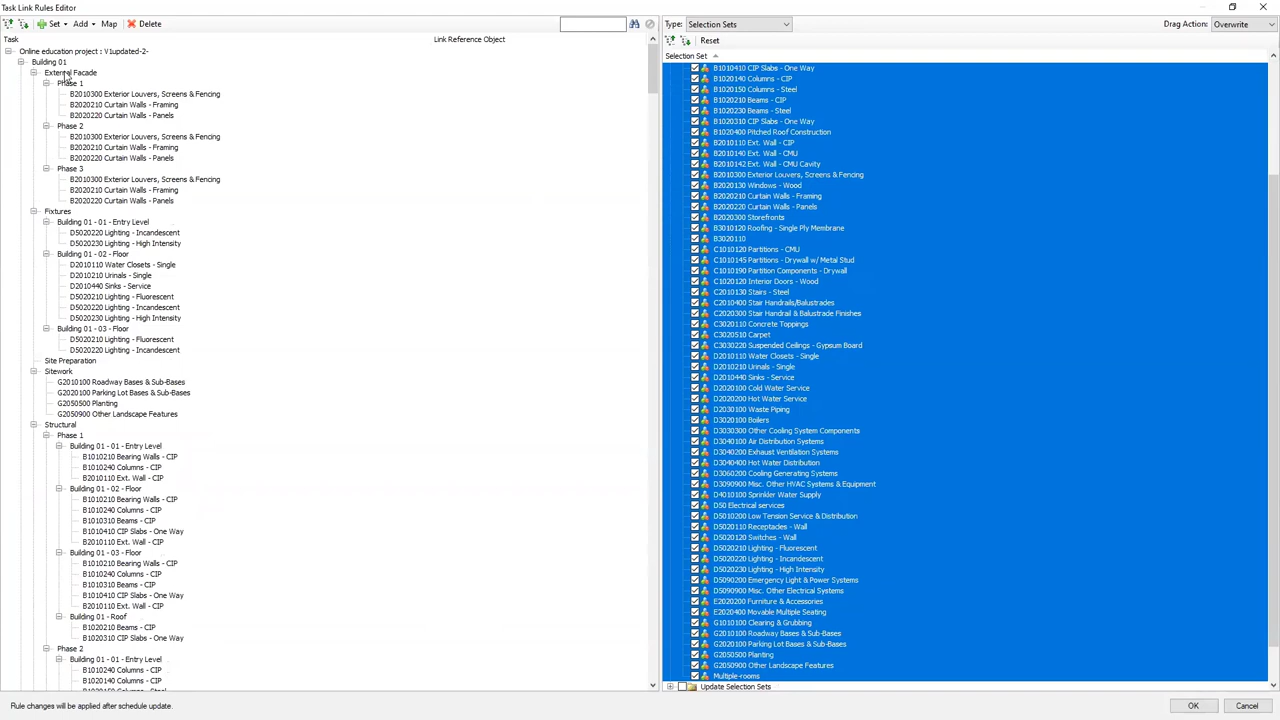 Task Link Rules Editor
Set Add Map Delete
Type: Selection Sets Drag Action: Overwrite
Reset
Task Link Reference Object
Online education project : V1updated-2-
Building 01
External Facade
Phase 1
B2010300 Exterior Louvers, Screens & Fencing
B2020210 Curtain Walls - Framing
B2020220 Curtain Walls - Panels
Phase 2
B2010300 Exterior Louvers, Screens & Fencing
B2020210 Curtain Walls - Framing
B2020220 Curtain Walls - Panels
Phase 3
B2010300 Exterior Louvers, Screens & Fencing
B2020210 Curtain Walls - Framing
B2020220 Curtain Walls - Panels
Fixtures
Building 01 - 01 - Entry Level
D5020220 Lighting - Incandescent
D5020230 Lighting - High Intensity
Building 01 - 02 - Floor
D2010110 Water Closets - Single
D2010210 Urinals - Single
D2010440 Sinks - Service
D5020210 Lighting - Fluorescent
D5020220 Lighting - Incandescent
D5020230 Lighting - High Intensity
Building 01 - 03 - Floor
D5020210 Lighting - Fluorescent
D5020220 Lighting - Incandescent
Site Preparation
Sitework
G2010100 Roadway Bases & Sub-Bases
G2020100 Parking Lot Bases & Sub-Bases
G2050500 Planting
G2050900 Other Landscape Features
Structural
Phase 1
Building 01 - 01 - Entry Level
B1010210 Bearing Walls - CIP
B1010240 Columns - CIP
B2010110 Ext. Wall - CIP
Building 01 - 02 - Floor
B1010210 Bearing Walls - CIP
B1010240 Columns - CIP
B1010310 Beams - CIP
B1010410 CIP Slabs - One Way
B2010110 Ext. Wall - CIP
Building 01 - 03 - Floor
B1010210 Bearing Walls - CIP
B1010240 Columns - CIP
B1010310 Beams - CIP
B1010410 CIP Slabs - One Way
B2010110 Ext. Wall - CIP
Building 01 - Roof
B1020210 Beams - CIP
B1020310 CIP Slabs - One Way
Phase 2
Building 01 - 01 - Entry Level
B1010240 Columns - CIP
B1010240 Columns - CIP
Selection Set
B1010410 CIP Slabs - One Way
B1020140 Columns - CIP
B1020150 Columns - Steel
B1020210 Beams - CIP
B1020230 Beams - Steel
B1020310 CIP Slabs - One Way
B1020400 Pitched Roof Construction
B2010110 Ext. Wall - CIP
B2010140 Ext. Wall - CMU
B2010142 Ext. Wall - CMU Cavity
B2010300 Exterior Louvers, Screens & Fencing
B2020130 Windows - Wood
B2020210 Curtain Walls - Framing
B2020220 Curtain Walls - Panels
B2020300 Storefronts
B3010120 Roofing - Single Ply Membrane
B3020110
C1010120 Partitions - CMU
C1010145 Partitions - Drywall w/ Metal Stud
C1010190 Partition Components - Drywall
C1020120 Interior Doors - Wood
C2010130 Stairs - Steel
C2010400 Stair Handrails/Balustrades
C2020300 Stair Handrail & Balustrade Finishes
C3020110 Concrete Toppings
C3020510 Carpet
C3030220 Suspended Ceilings - Gypsum Board
D2010110 Water Closets - Single
D2010210 Urinals - Single
D2010440 Sinks - Service
D2020100 Cold Water Service
D2020200 Hot Water Service
D2030100 Waste Piping
D3020100 Boilers
D3030300 Other Cooling System Components
D3040100 Air Distribution Systems
D3040200 Exhaust Ventilation Systems
D3040400 Hot Water Distribution
D3060200 Cooling Generating Systems
D3090900 Misc. Other HVAC Systems & Equipment
D4010100 Sprinkler Water Supply
D50 Electrical services
D5010200 Low Tension Service & Distribution
D5020110 Receptacles - Wall
D5020120 Switches - Wall
D5020210 Lighting - Fluorescent
D5020220 Lighting - Incandescent
D5020230 Lighting - High Intensity
D5090200 Emergency Light & Power Systems
D5090900 Misc. Other Electrical Systems
E2020200 Furniture & Accessories
E2020400 Movable Multiple Seating
G1010100 Clearing & Grubbing
G2010100 Roadway Bases & Sub-Bases
G2020100 Parking Lot Bases & Sub-Bases
G2050500 Planting
G2050900 Other Landscape Features
Multiple-rooms
Update Selection Sets
Rule changes will be applied after schedule update.
OK Cancel